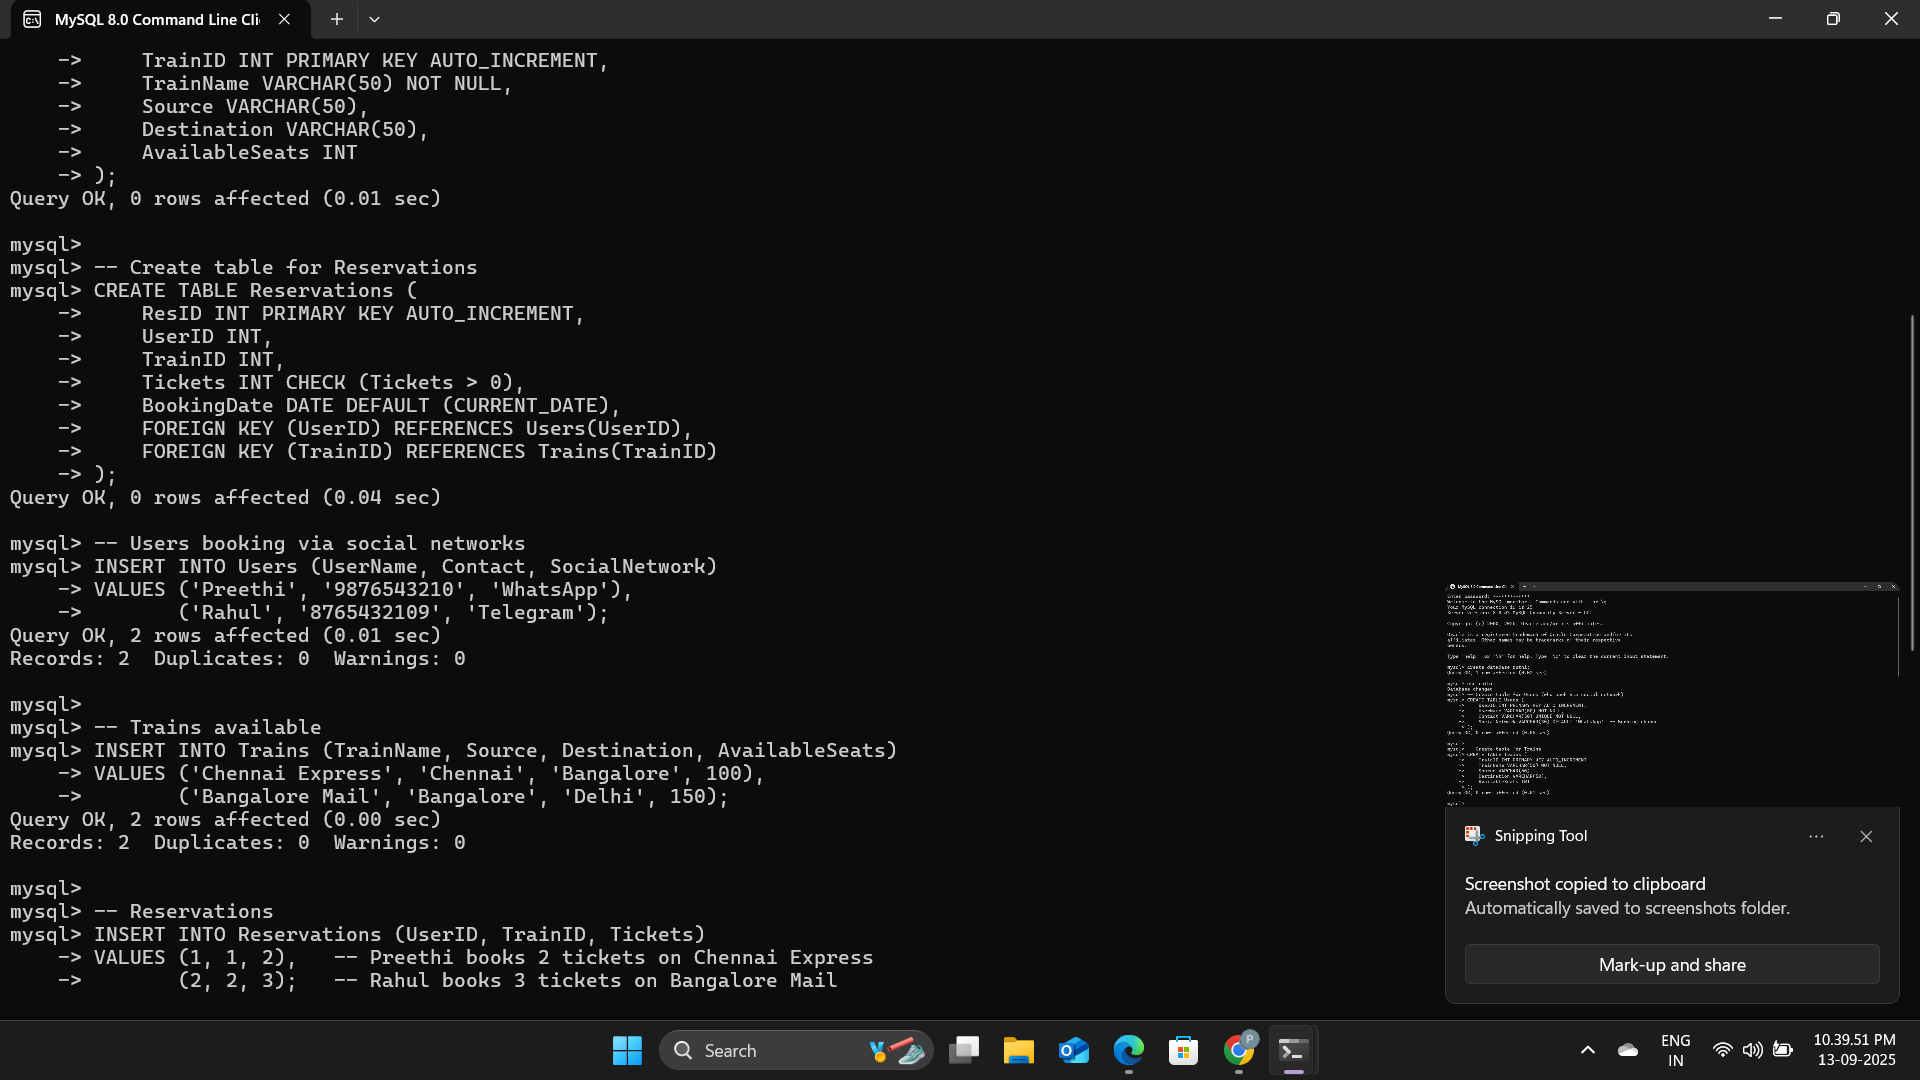 MySQL 8.0 Command Line Cli
    ->     TrainID INT PRIMARY KEY AUTO_INCREMENT,
    ->     TrainName VARCHAR(50) NOT NULL,
    ->     Source VARCHAR(50),
    ->     Destination VARCHAR(50),
    ->     AvailableSeats INT
    -> );
Query OK, 0 rows affected (0.01 sec)
mysql>
mysql> -- Create table for Reservations
mysql> CREATE TABLE Reservations (
    ->     ResID INT PRIMARY KEY AUTO_INCREMENT,
    ->     UserID INT,
    ->     TrainID INT,
    ->     Tickets INT CHECK (Tickets > 0),
    ->     BookingDate DATE DEFAULT (CURRENT_DATE),
    ->     FOREIGN KEY (UserID) REFERENCES Users(UserID),
    ->     FOREIGN KEY (TrainID) REFERENCES Trains(TrainID)
    -> );
Query OK, 0 rows affected (0.04 sec)
mysql> -- Users booking via social networks
mysql> INSERT INTO Users (UserName, Contact, SocialNetwork)
    -> VALUES ('Preethi', '9876543210', 'WhatsApp'),
    ->        ('Rahul', '8765432109', 'Telegram');
Query OK, 2 rows affected (0.01 sec)
Records: 2  Duplicates: 0  Warnings: 0
mysql>
mysql> -- Trains available
mysql> INSERT INTO Trains (TrainName, Source, Destination, AvailableSeats)
    -> VALUES ('Chennai Express', 'Chennai', 'Bangalore', 100),
    ->        ('Bangalore Mail', 'Bangalore', 'Delhi', 150);
Query OK, 2 rows affected (0.00 sec)
Records: 2  Duplicates: 0  Warnings: 0
mysql>
mysql> -- Reservations
mysql> INSERT INTO Reservations (UserID, TrainID, Tickets)
    -> VALUES (1, 1, 2),   -- Preethi books 2 tickets on Chennai Express
    ->        (2, 2, 3);   -- Rahul books 3 tickets on Bangalore Mail
Snipping Tool
Screenshot copied to clipboard
Automatically saved to screenshots folder.
Mark-up and share
Search
P
ENG
IN
10.39.51 PM
13-09-2025